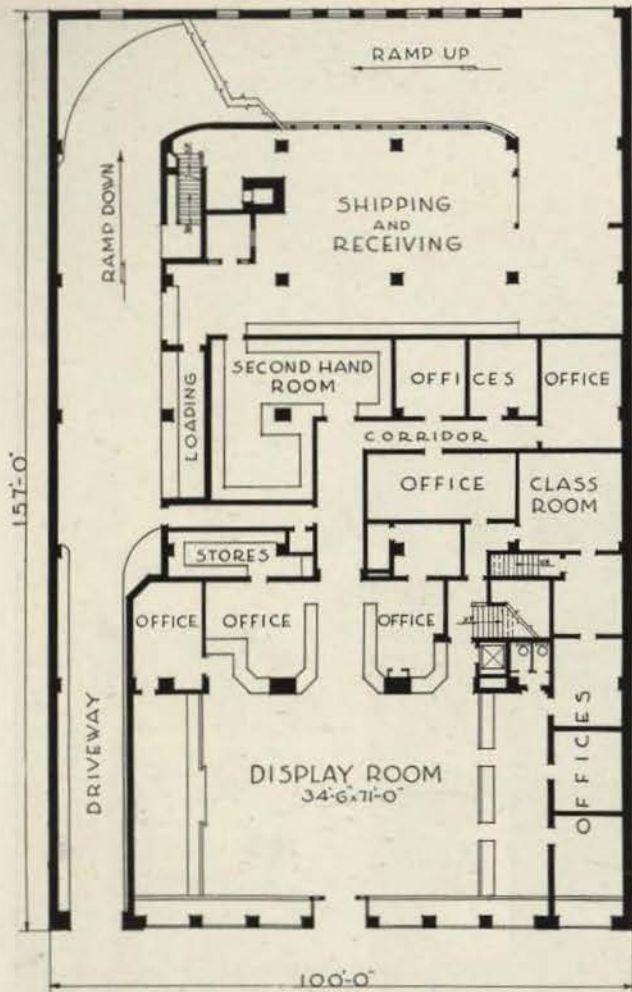 RAMP UP
RAMP DOWN
SHIPPING
AND
RECEIVING
SECOND HAND
ROOM
OFFICES
OFFICE
LOADING
CORRIDOR
OFFICE
CLASS
ROOM
157'-0"
STORES
OFFICE
OFFICE
OFFICE
OFFICES
DRIVEWAY
DISPLAY ROOM
34'-6"x71'-0"
100'-0"